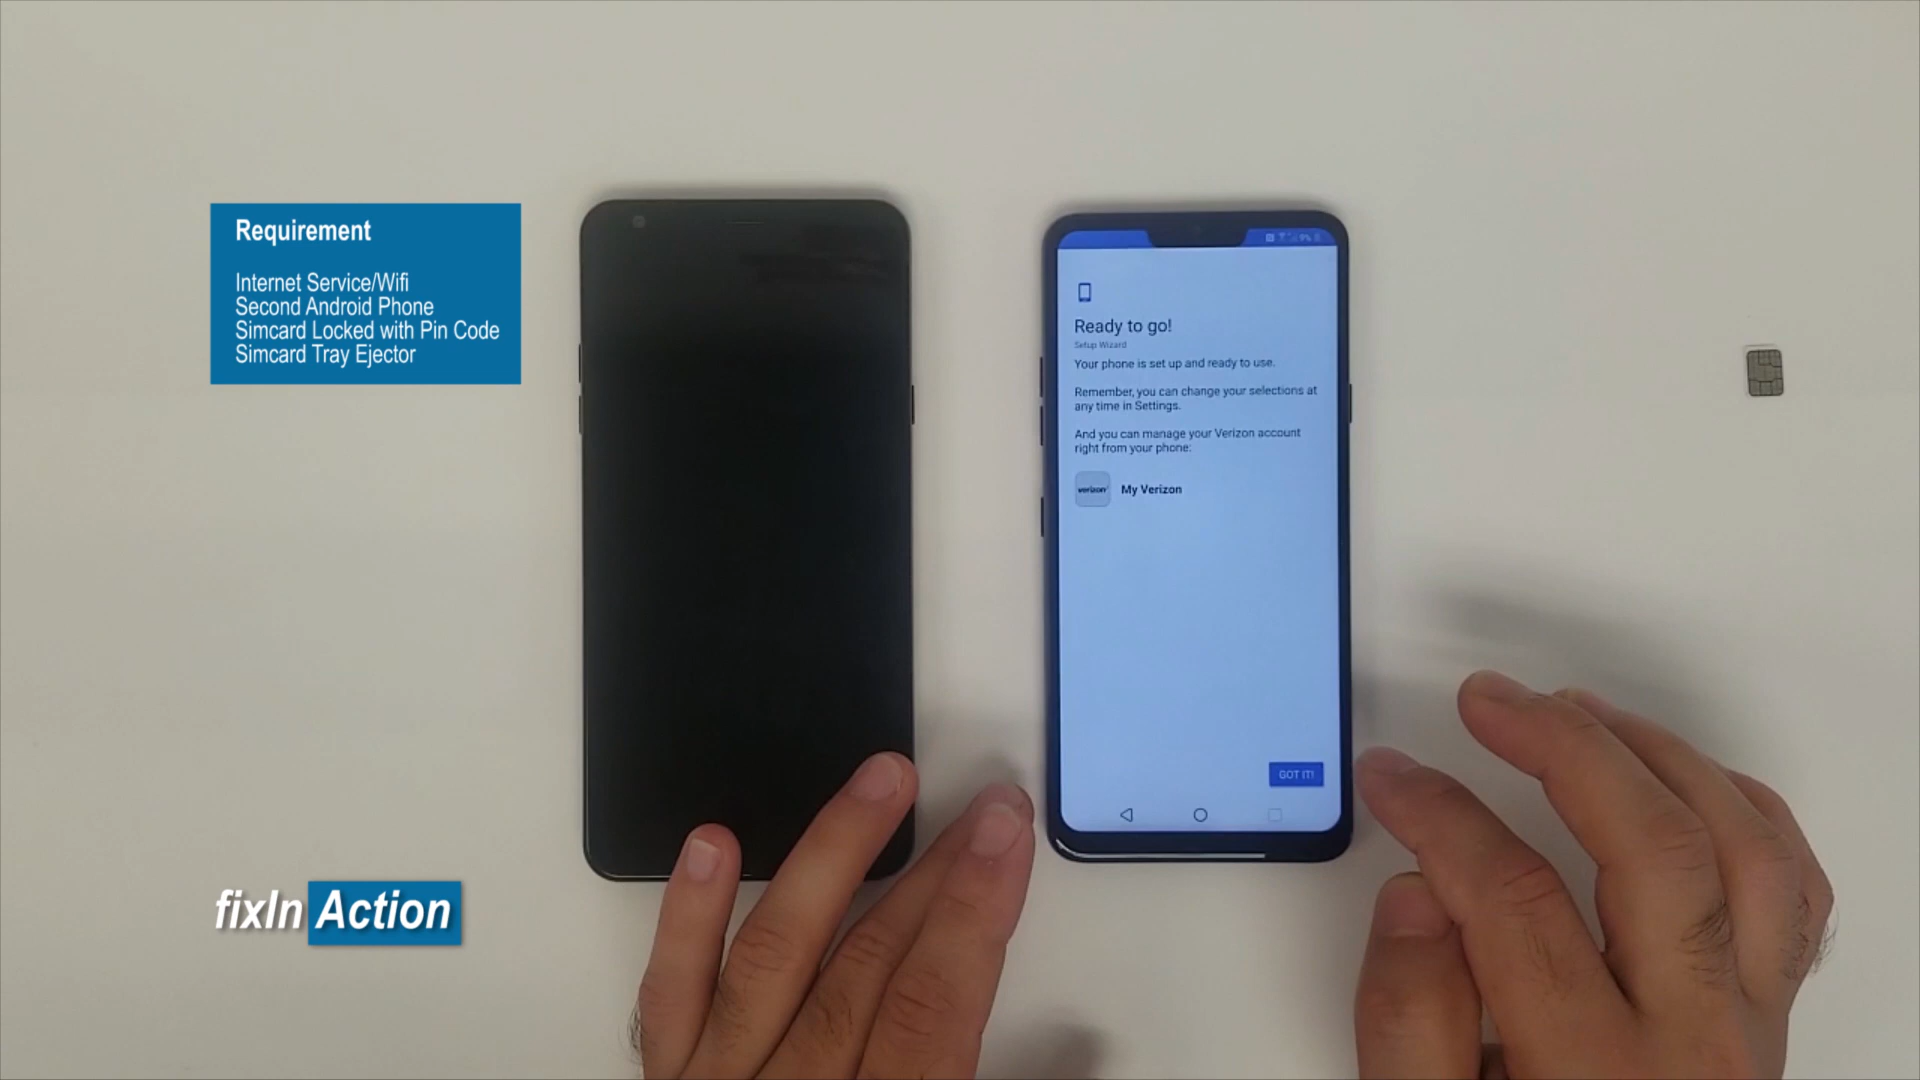 Requirement
Internet Service/Wifi
Second Android Phone
Simcard Locked with Pin Code
Simcard Tray Ejector
9%
Ready to go!
Setup Wizard
Your phone is set up and ready to use.
Remember, you can change your selections at
any time in Settings.
And you can manage your Verizon account
right from your phone:
verizon
My Verizon
GOT IT!
fixIn Action